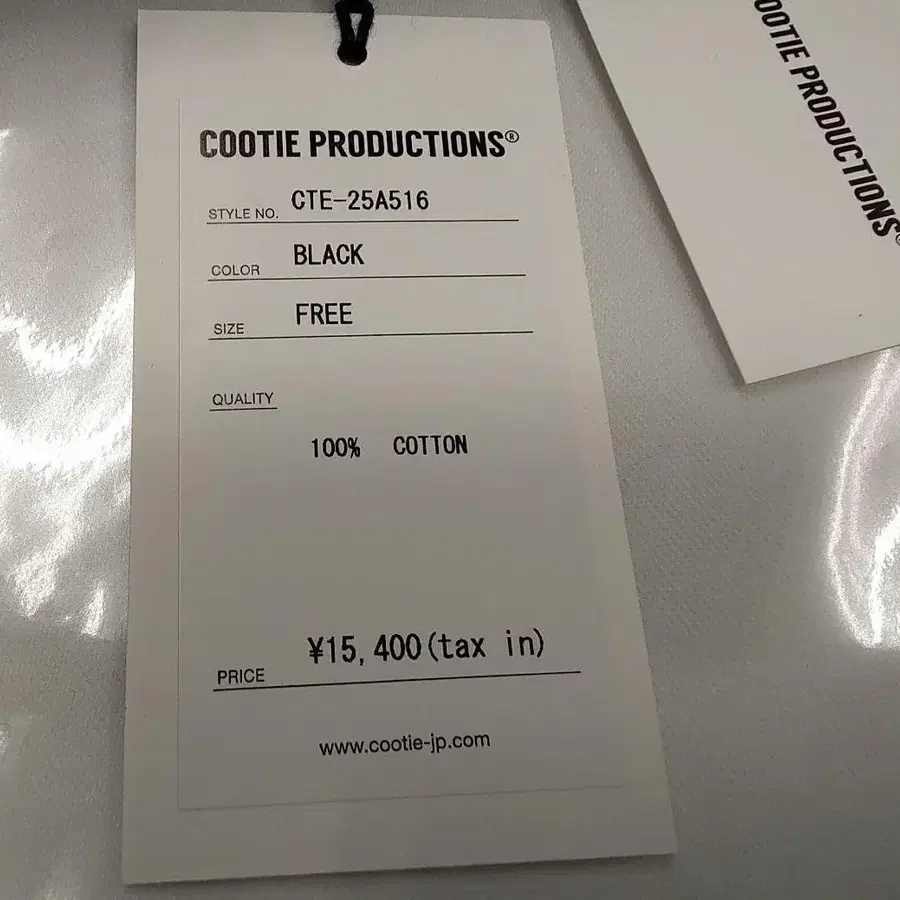 COOTIE PRODUCTIONS®
STYLE NO. CTE-25A516
COLOR BLACK
SIZE FREE
QUALITY
100% COTTON
PRICE ¥15,400(tax in)
www.cootie-jp.com
OOTIE PRODUCTIONS®